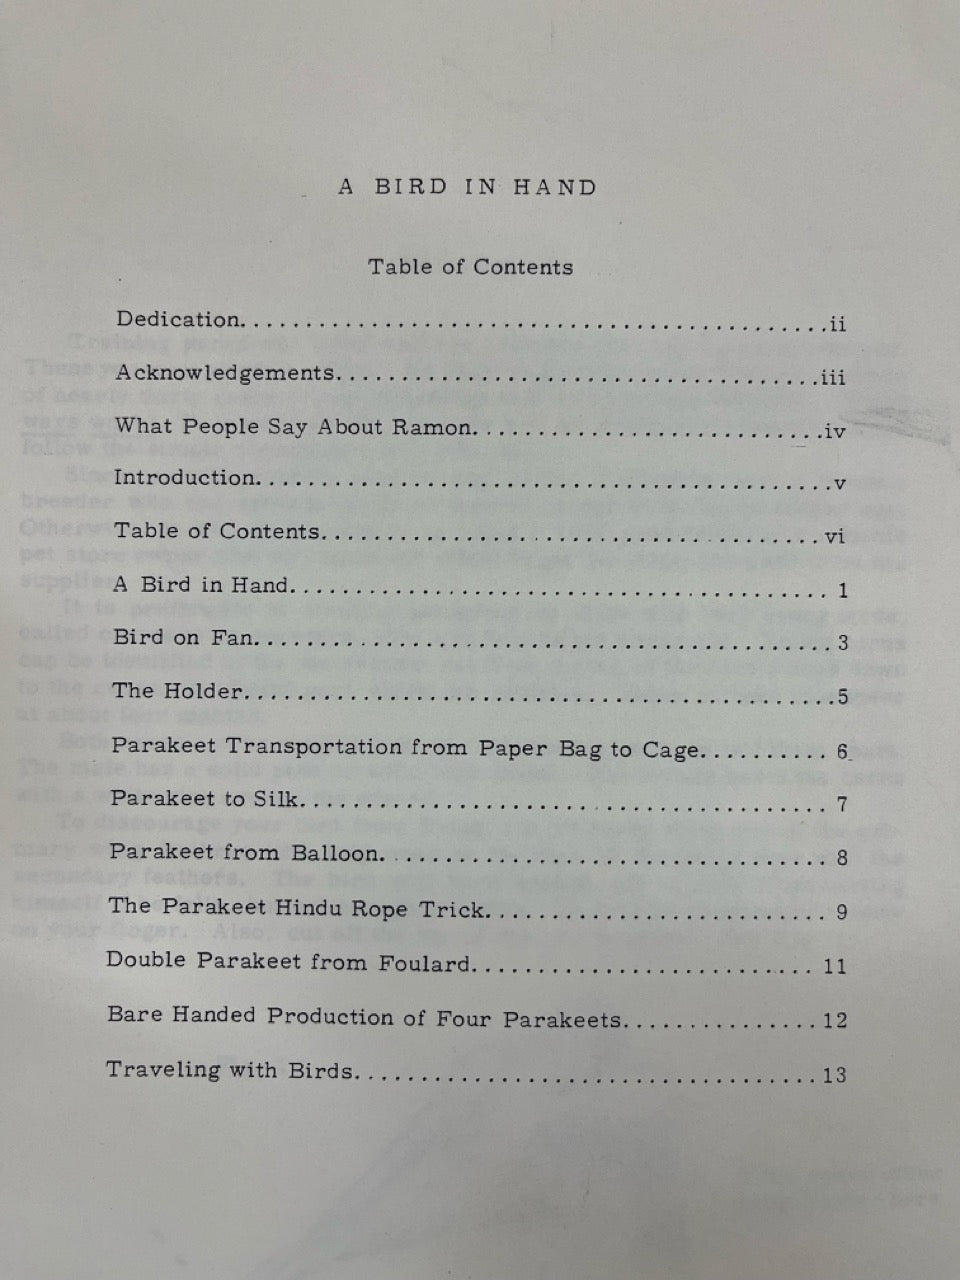 A BIRD IN HAND
Table of Contents
Dedication. . . . . . . . . . . . . . . . . . . . . . . . . . . . . . . . . . . . . . . . . . . . . ii
Acknowledgements. . . . . . . . . . . . . . . . . . . . . . . . . . . . . . . . . . . . . iii
What People Say About Ramon. . . . . . . . . . . . . . . . . . . . . . . . . . . iv
Introduction. . . . . . . . . . . . . . . . . . . . . . . . . . . . . . . . . . . . . . . . . . . . v
Table of Contents. . . . . . . . . . . . . . . . . . . . . . . . . . . . . . . . . . . . . . vi
A Bird in Hand. . . . . . . . . . . . . . . . . . . . . . . . . . . . . . . . . . . . . . . . . 1
Bird on Fan. . . . . . . . . . . . . . . . . . . . . . . . . . . . . . . . . . . . . . . . . . . . 3
The Holder. . . . . . . . . . . . . . . . . . . . . . . . . . . . . . . . . . . . . . . . . . . . . 5
Parakeet Transportation from Paper Bag to Cage. . . . . . . . . . 6
Parakeet to Silk. . . . . . . . . . . . . . . . . . . . . . . . . . . . . . . . . . . . . . . . 7
Parakeet from Balloon. . . . . . . . . . . . . . . . . . . . . . . . . . . . . . . . . . 8
The Parakeet Hindu Rope Trick. . . . . . . . . . . . . . . . . . . . . . . . . . 9
Double Parakeet from Foulard. . . . . . . . . . . . . . . . . . . . . . . . . . 11
Bare Handed Production of Four Parakeets. . . . . . . . . . . . . . . 12
Traveling with Birds. . . . . . . . . . . . . . . . . . . . . . . . . . . . . . . . . . . 13